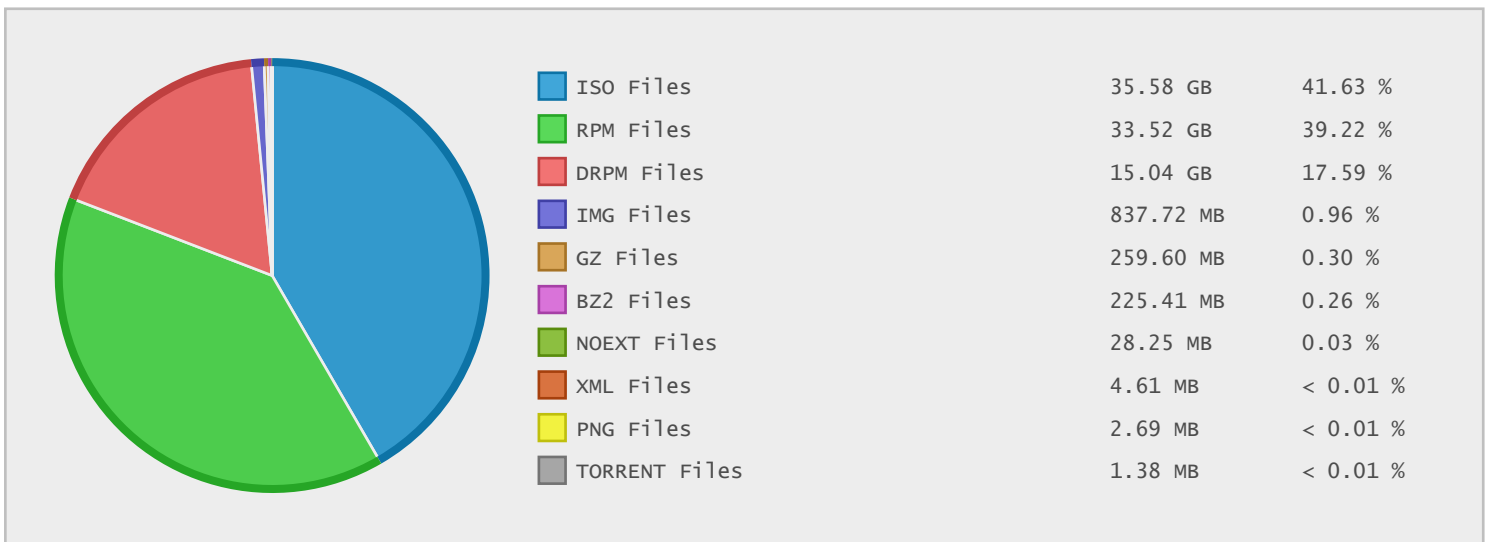 ISO Files 35.58 GB 41.63 %
RPM Files 33.52 GB 39.22 %
DRPM Files 15.04 GB 17.59 %
IMG Files 837.72 MB 0.96 %
GZ Files 259.60 MB 0.30 %
BZ2 Files 225.41 MB 0.26 %
NOEXT Files 28.25 MB 0.03 %
XML Files 4.61 MB < 0.01 %
PNG Files 2.69 MB < 0.01 %
TORRENT Files 1.38 MB < 0.01 %